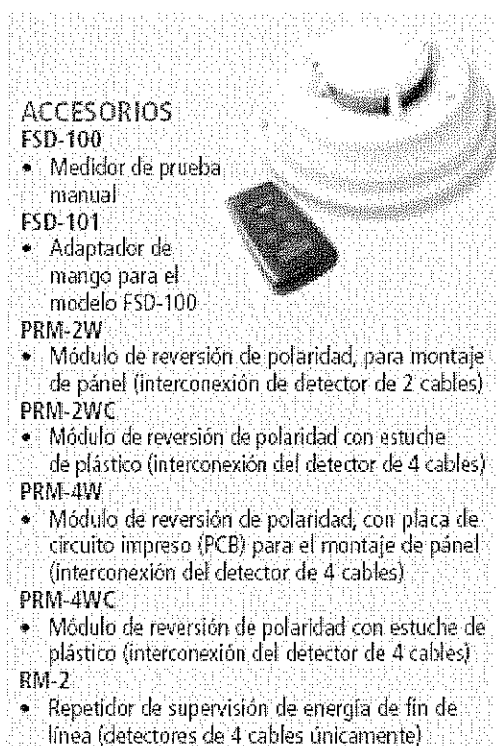 ACCESORIOS
FSD-100
• Medidor de prueba
manual
FSD-101
• Adaptador de
mango para el
modelo FSD-100
PRM-2W
• Módulo de reversión de polaridad, para montaje
de pánel (interconexión de detector de 2 cables)
PRM-2WC
• Módulo de reversión de polaridad con estuche
de plástico (interconexión del detector de 4 cables)
PRM-4W
• Módulo de reversión de polaridad, con placa de
circuito impreso (PCB) para el montaje de pánel
(interconexión del detector de 4 cables)
PRM-4WC
• Módulo de reversión de polaridad con estuche de
plástico (interconexión del detector de 4 cables)
RM-2
• Repetidor de supervisión de energía de fin de
línea (detectores de 4 cables únicamente)